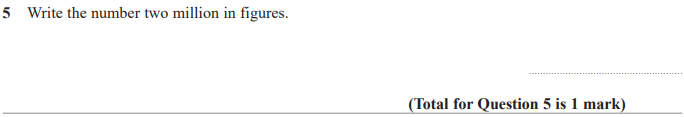 5 Write the number two million in figures.
(Total for Question 5 is 1 mark)